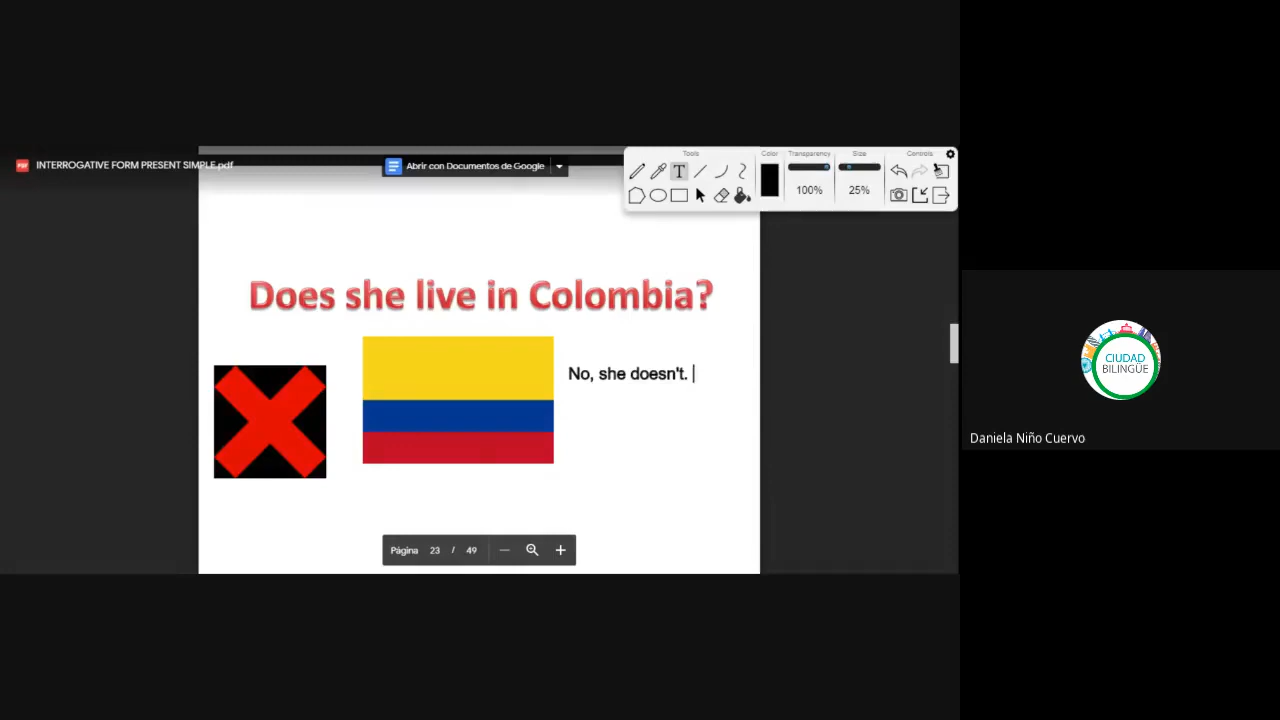 INTERROGATIVE FORM PRESENT SIMPLE.pdf
Abrir con Documentos de Google
Tools
Color
Transparency
Size
Controls
T
100%
25%
Does she live in Colombia?
No, she doesn't.
CIUDAD
BILINGÜE
Daniela Niño Cuervo
Página 23 / 49